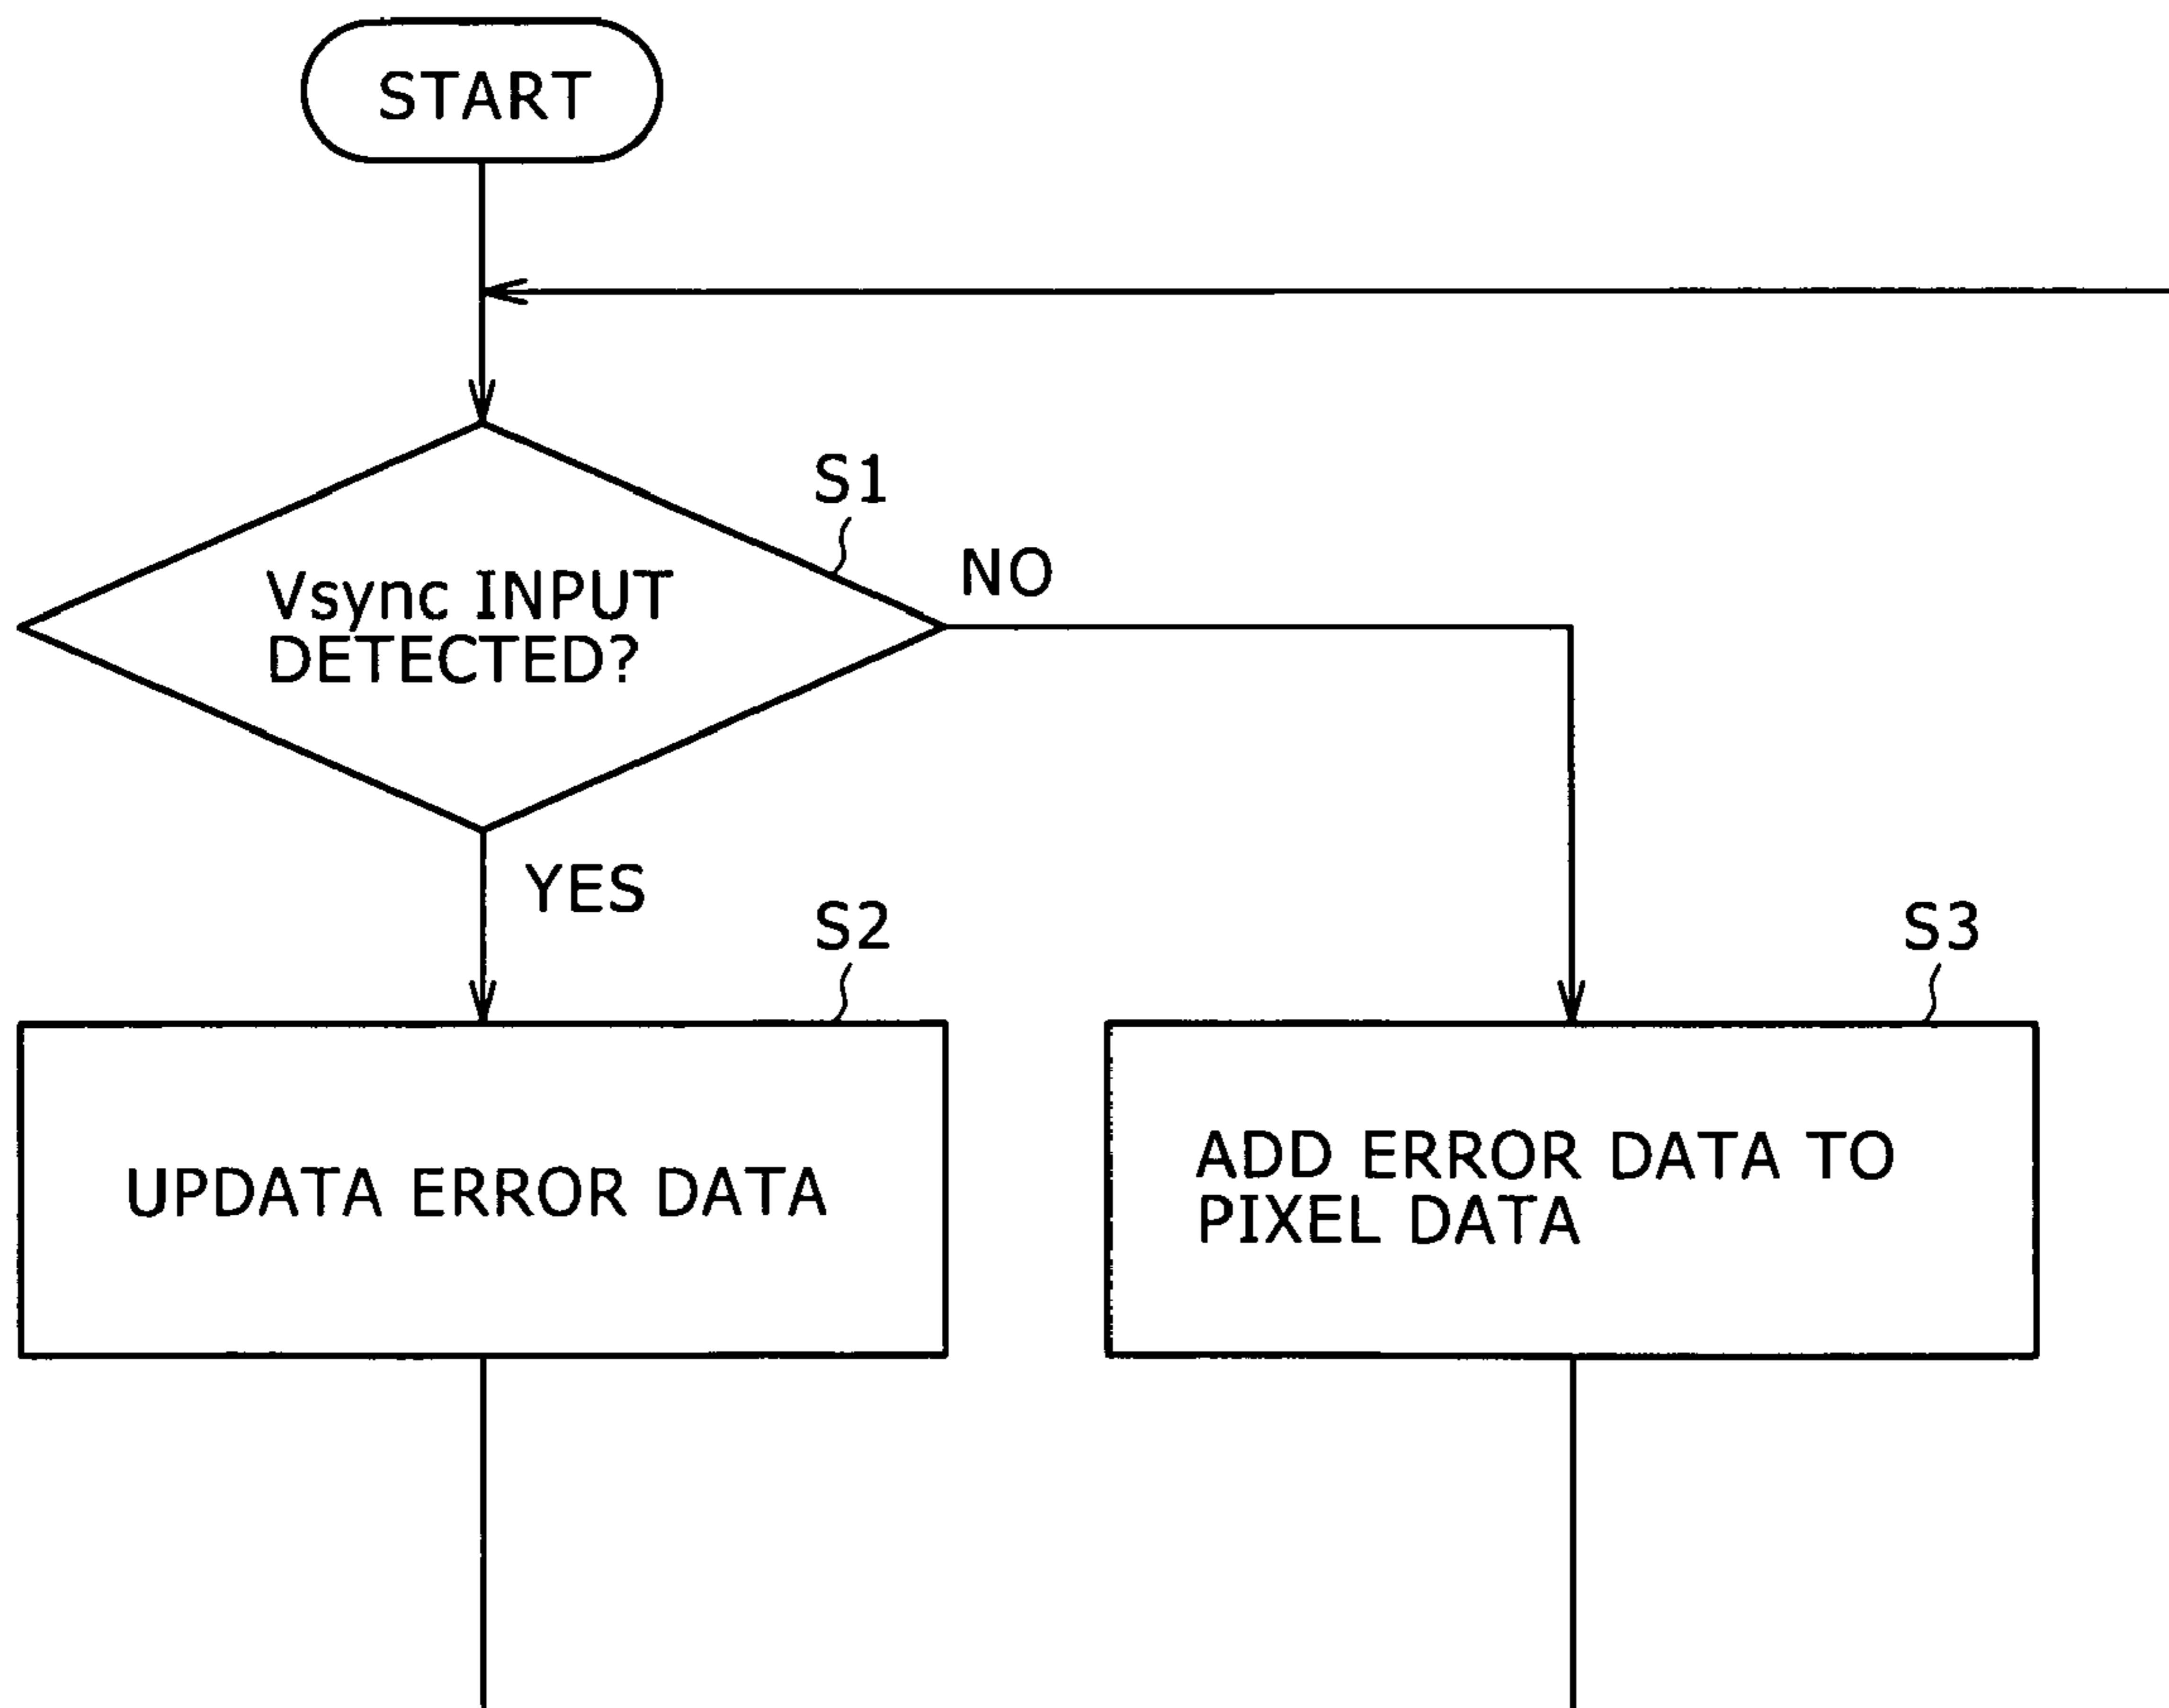 START
S1
NO
Vsync INPUT
DETECTED?
YES
S2
S3
UPDATA ERROR DATA
ADD ERROR DATA TO
PIXEL DATA